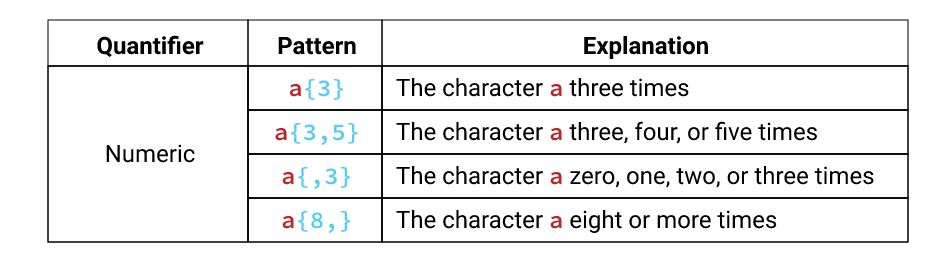 Quantifier Pattern Explanation
a{3} The character a three times
a{3,5} The character a three, four, or five times
Numeric
a{,3} The character a zero, one, two, or three times
a{8,} The character a eight or more times